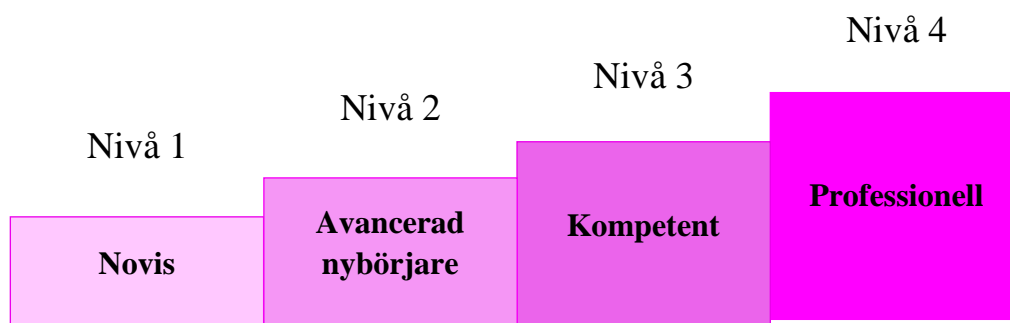 Nivå 1
Novis
Nivå 2
Avancerad
nybörjare
Nivå 3
Kompetent
Nivå 4
Professionell